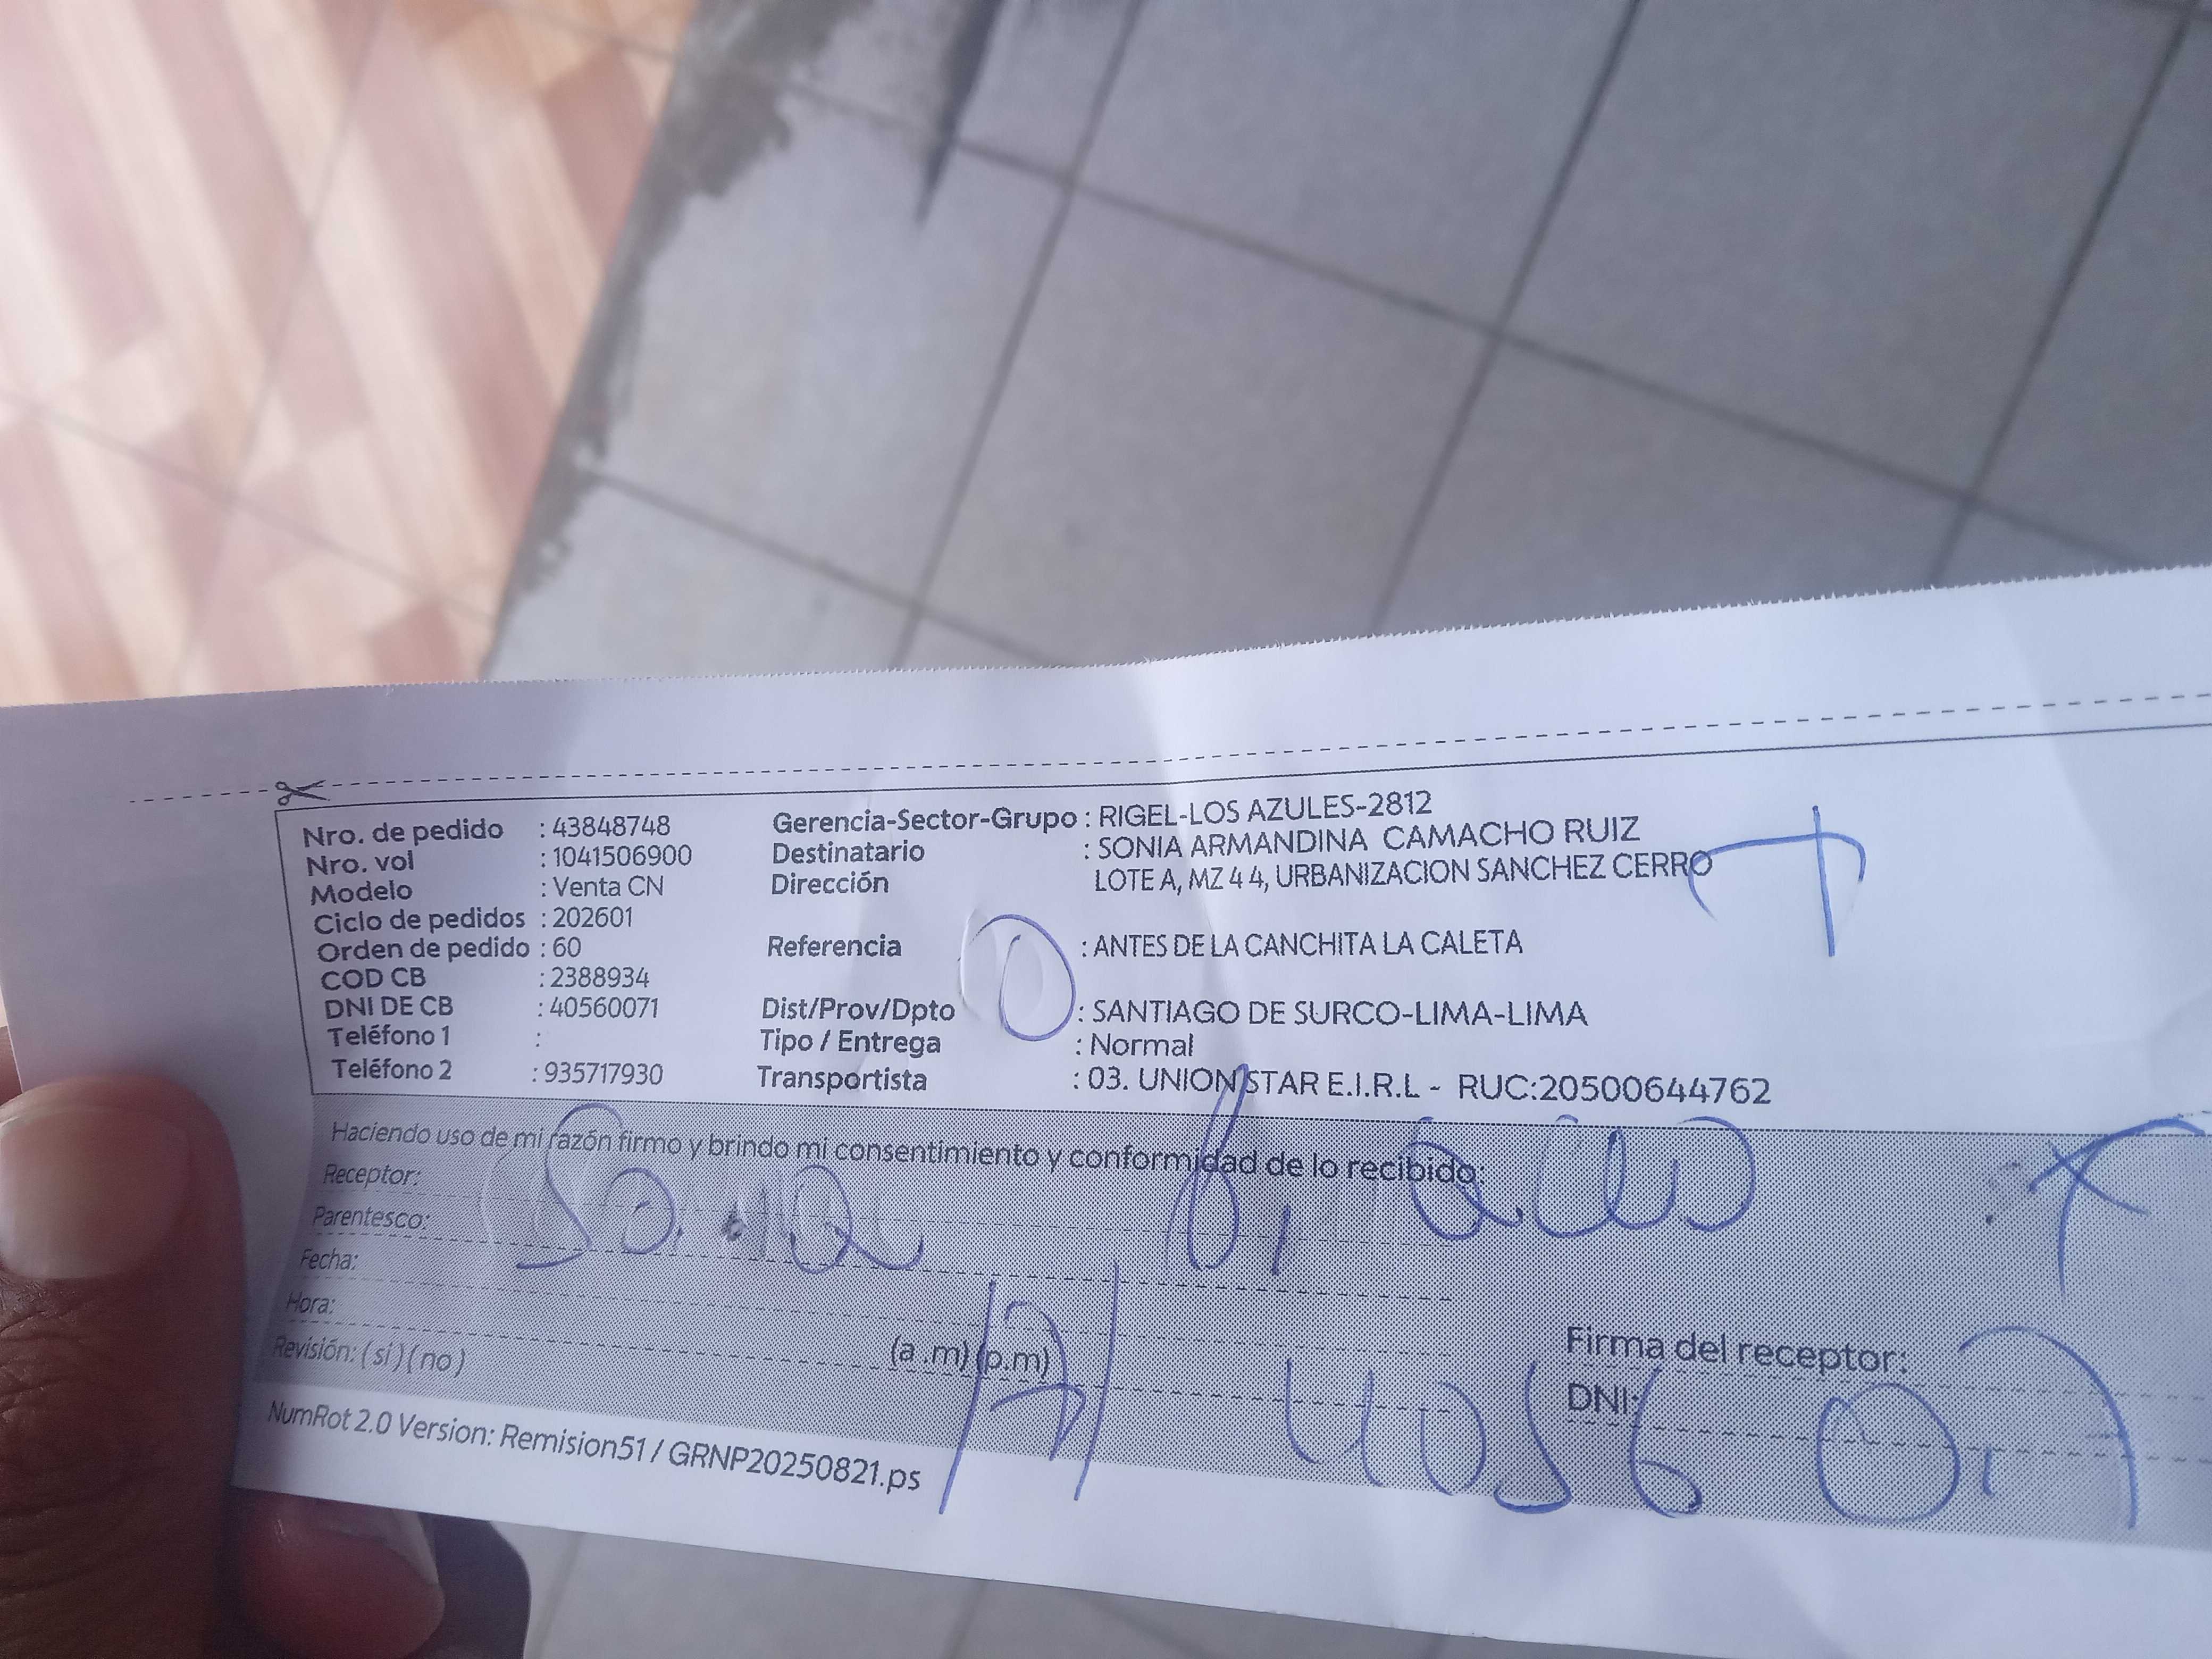 Nro. de pedido : 43848748
Nro. vol : 1041506900
Modelo : Venta CN
Ciclo de pedidos : 202601
Orden de pedido : 60
COD CB : 2388934
DNI DE CB : 40560071
Teléfono 1 :
Teléfono 2 : 935717930
Gerencia-Sector-Grupo : RIGEL-LOS AZULES-2812
Destinatario : SONIA ARMANDINA CAMACHO RUIZ
Dirección LOTE A, MZ 4 4, URBANIZACION SANCHEZ CERRO
Referencia : ANTES DE LA CANCHITA LA CALETA
Dist/Prov/Dpto : SANTIAGO DE SURCO-LIMA-LIMA
Tipo / Entrega : Normal
Transportista : 03. UNION STAR E.I.R.L - RUC:20500644762
Haciendo uso de mi razón firmo y brindo mi consentimiento y conformidad de lo recibido:
Receptor:
Parentesco:
Fecha:
Hora: (a .m) (p.m)
Revisión: ( si ) ( no )
Firma del receptor:
DNI:
NumRot 2.0 Version: Remision51 / GRNP20250821.ps